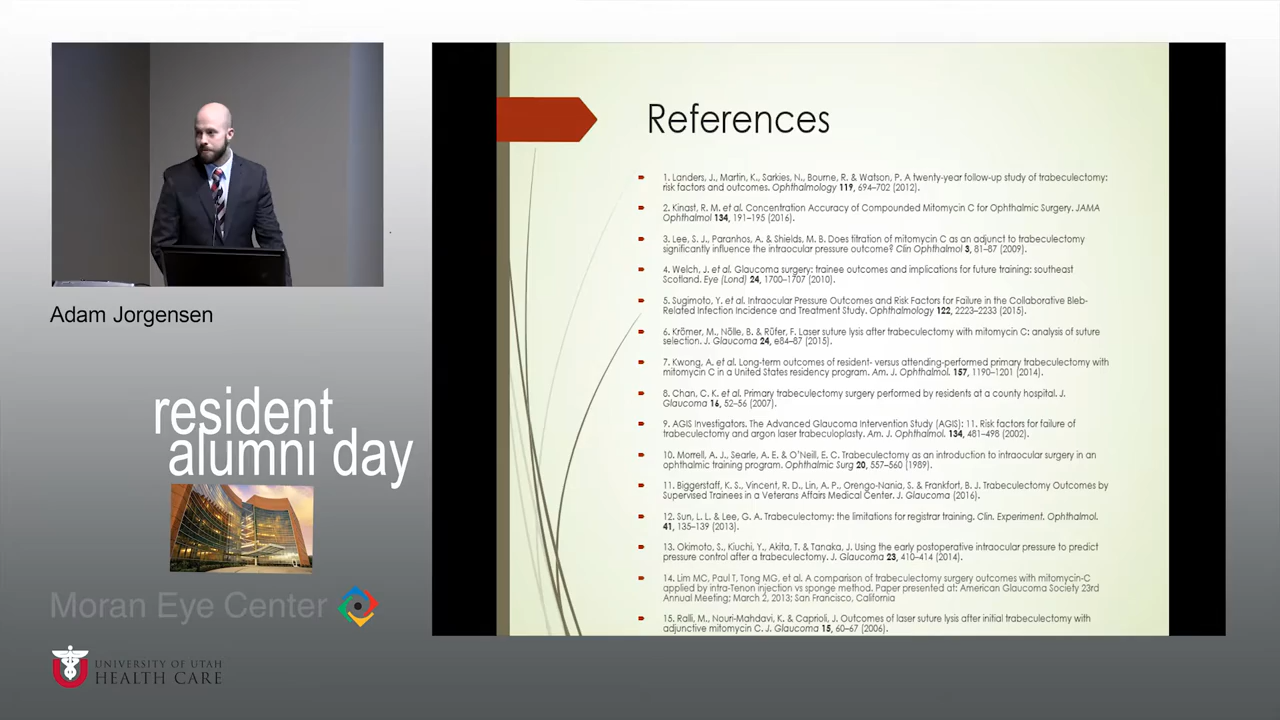 Adam Jorgensen
resident
alumni day
Moran Eye Center
UNIVERSITY OF UTAH
HEALTH CARE
References
1. Landers, J., Martin, K., Sarkies, N., Bourne, R. & Watson, P. A twenty-year follow-up study of trabeculectomy:
risk factors and outcomes. Ophthalmology 119, 694–702 (2012).
2. Kinast, R. M. et al. Concentration Accuracy of Compounded Mitomycin C for Ophthalmic Surgery. JAMA
Ophthalmol 134, 191–195 (2016).
3. Lee, S. J., Paranhos, A. & Shields, M. B. Does titration of mitomycin C as an adjunct to trabeculectomy
significantly influence the intraocular pressure outcome? Clin Ophthalmol 3, 81–87 (2009).
4. Welch, J. et al. Glaucoma surgery: trainee outcomes and implications for future training: southeast
Scotland. Eye (Lond) 24, 1700–1707 (2010).
5. Sugimoto, Y. et al. Intraocular Pressure Outcomes and Risk Factors for Failure in the Collaborative Bleb-
Related Infection Incidence and Treatment Study. Ophthalmology 122, 2223–2233 (2015).
6. Krömer, M., Nölle, B. & Rüfer, F. Laser suture lysis after trabeculectomy with mitomycin C: analysis of suture
selection. J. Glaucoma 24, e84–87 (2015).
7. Kwong, A. et al. Long-term outcomes of resident- versus attending-performed primary trabeculectomy with
mitomycin C in a United States residency program. Am. J. Ophthalmol. 157, 1190–1201 (2014).
8. Chan, C. K. et al. Primary trabeculectomy surgery performed by residents at a county hospital. J.
Glaucoma 16, 52–56 (2007).
9. AGIS Investigators. The Advanced Glaucoma Intervention Study (AGIS): 11. Risk factors for failure of
trabeculectomy and argon laser trabeculoplasty. Am. J. Ophthalmol. 134, 481–498 (2002).
10. Morrell, A. J., Searle, A. E. & O'Neill, E. C. Trabeculectomy as an introduction to intraocular surgery in an
ophthalmic training program. Ophthalmic Surg 20, 557–560 (1989).
11. Biggerstaff, K. S., Vincent, R. D., Lin, A. P., Orengo-Nania, S. & Frankfort, B. J. Trabeculectomy Outcomes by
Supervised Trainees in a Veterans Affairs Medical Center. J. Glaucoma (2016).
12. Sun, L. L. & Lee, G. A. Trabeculectomy: the limitations for registrar training. Clin. Experiment. Ophthalmol.
41, 135–139 (2013).
13. Okimoto, S., Kiuchi, Y., Akita, T. & Tanaka, J. Using the early postoperative intraocular pressure to predict
pressure control after a trabeculectomy. J. Glaucoma 23, 410–414 (2014).
14. Lim MC, Paul T, Tong MG, et al. A comparison of trabeculectomy surgery outcomes with mitomycin-C
applied by intra-Tenon injection vs sponge method. Paper presented at: American Glaucoma Society 23rd
Annual Meeting; March 2, 2013; San Francisco, California
15. Ralli, M., Nouri-Mahdavi, K. & Caprioli, J. Outcomes of laser suture lysis after initial trabeculectomy with
adjunctive mitomycin C. J. Glaucoma 15, 60–67 (2006).